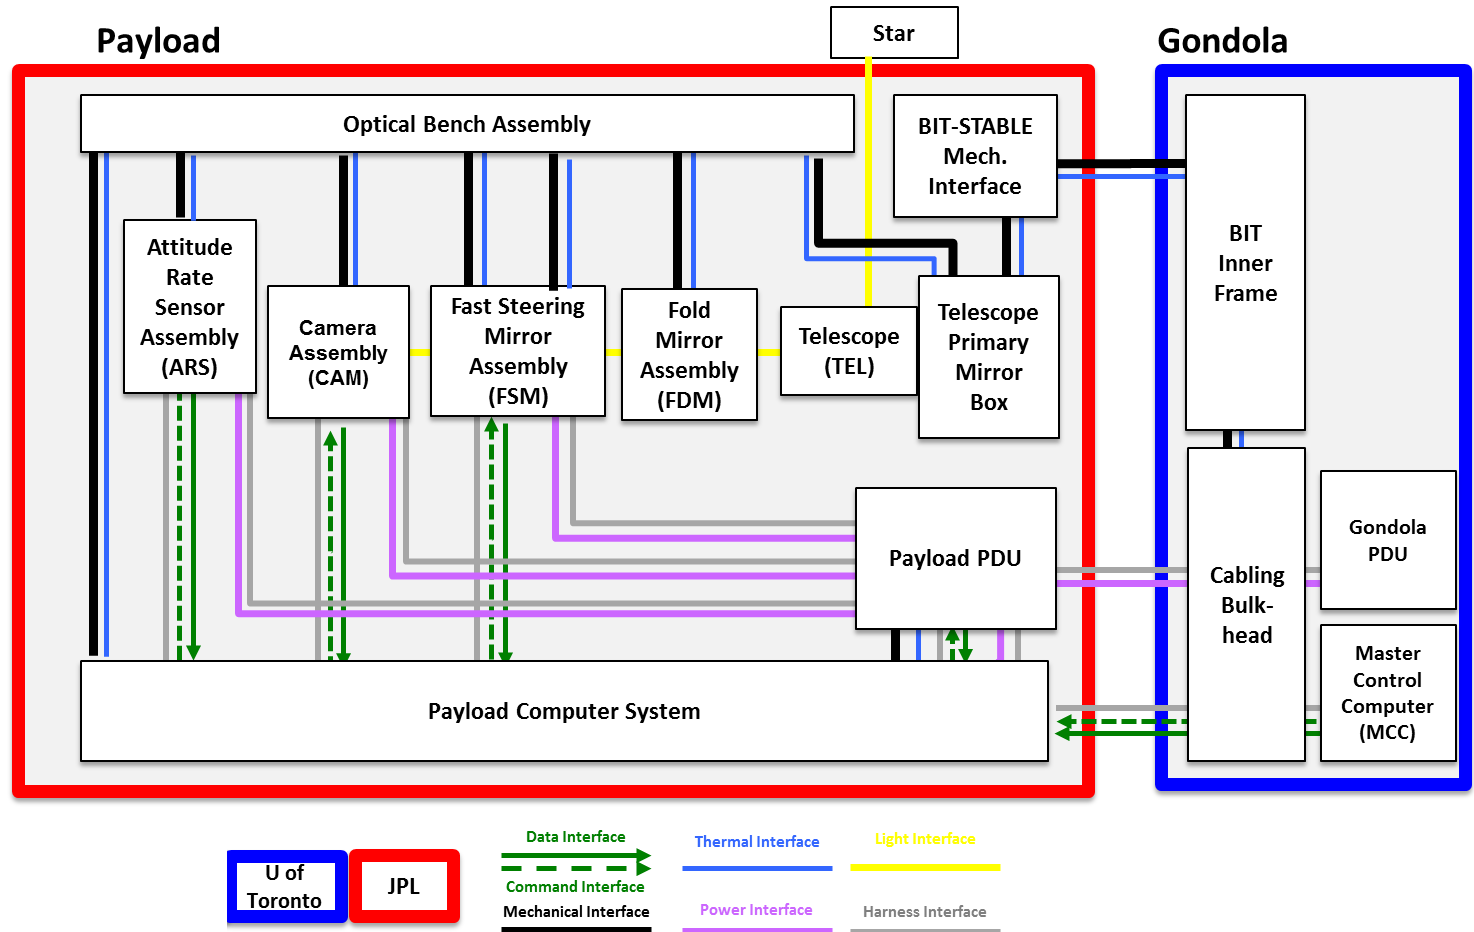 Payload
Star
Gondola
Optical Bench Assembly
BIT-STABLE
Mech.
Interface
Attitude
Rate
Sensor
Assembly
(ARS)
Camera
Assembly
(CAM)
Fast Steering
Mirror
Assembly
(FSM)
Fold
Mirror
Assembly
(FDM)
Telescope
(TEL)
Telescope
Primary
Mirror
Box
BIT
Inner
Frame
Payload PDU
Cabling
Bulk-
head
Gondola
PDU
Master
Control
Computer
(MCC)
Payload Computer System
U of
Toronto
JPL
Data Interface
Command Interface
Mechanical Interface
Thermal Interface
Power Interface
Light Interface
Harness Interface